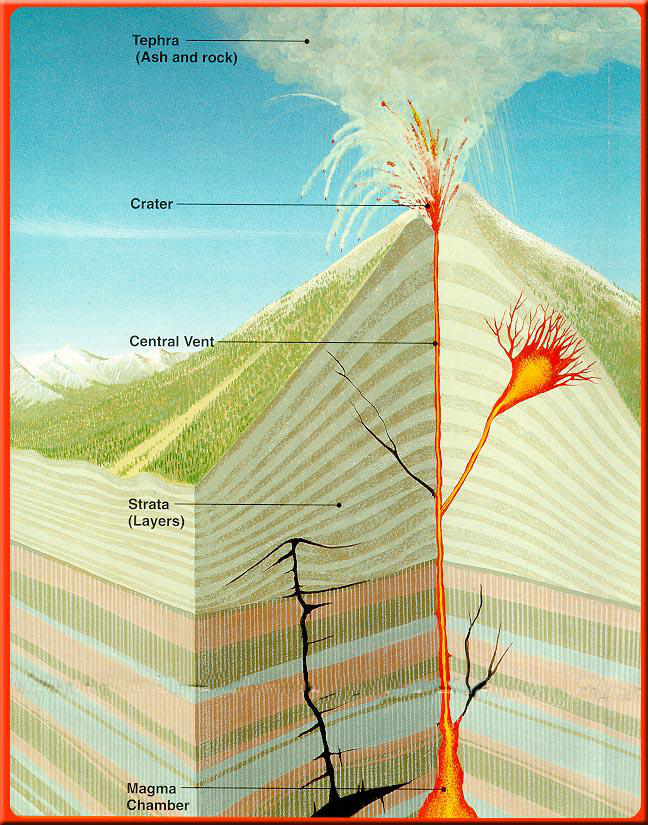 Tephra
(Ash and rock)
Crater
Central Vent
Strata
(Layers)
Magma
Chamber